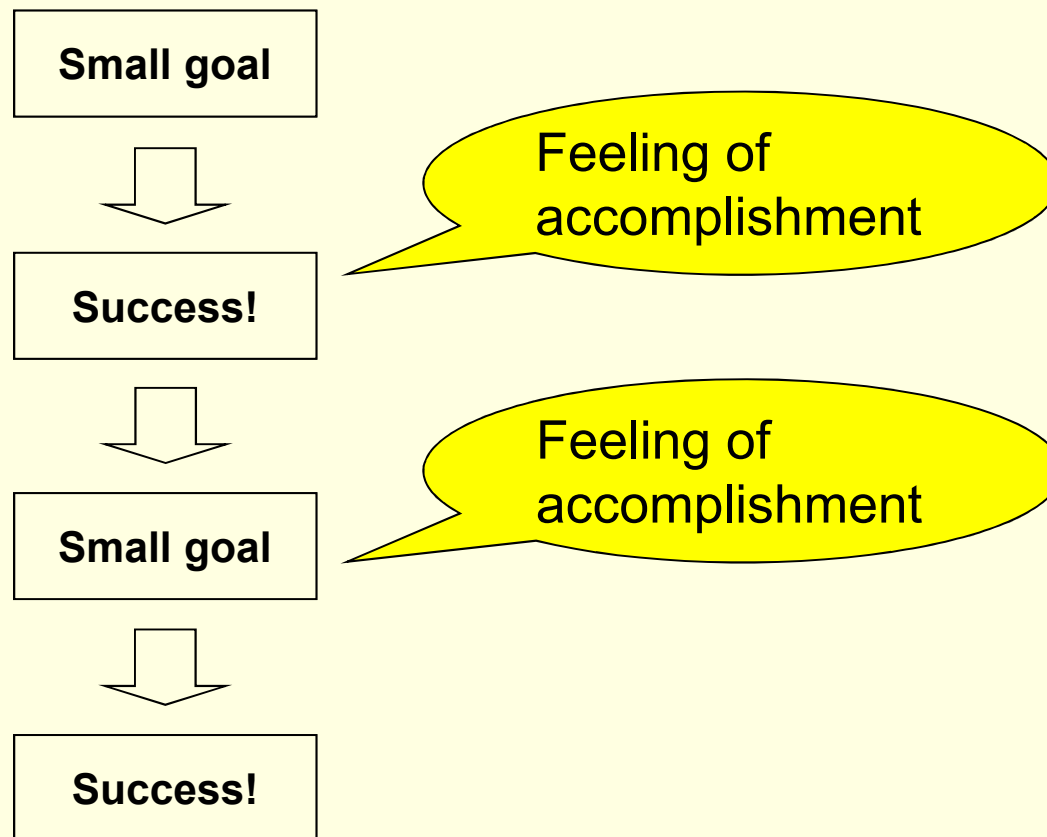 Small goal
Feeling of
accomplishment
Success!
Feeling of
accomplishment
Small goal
Success!